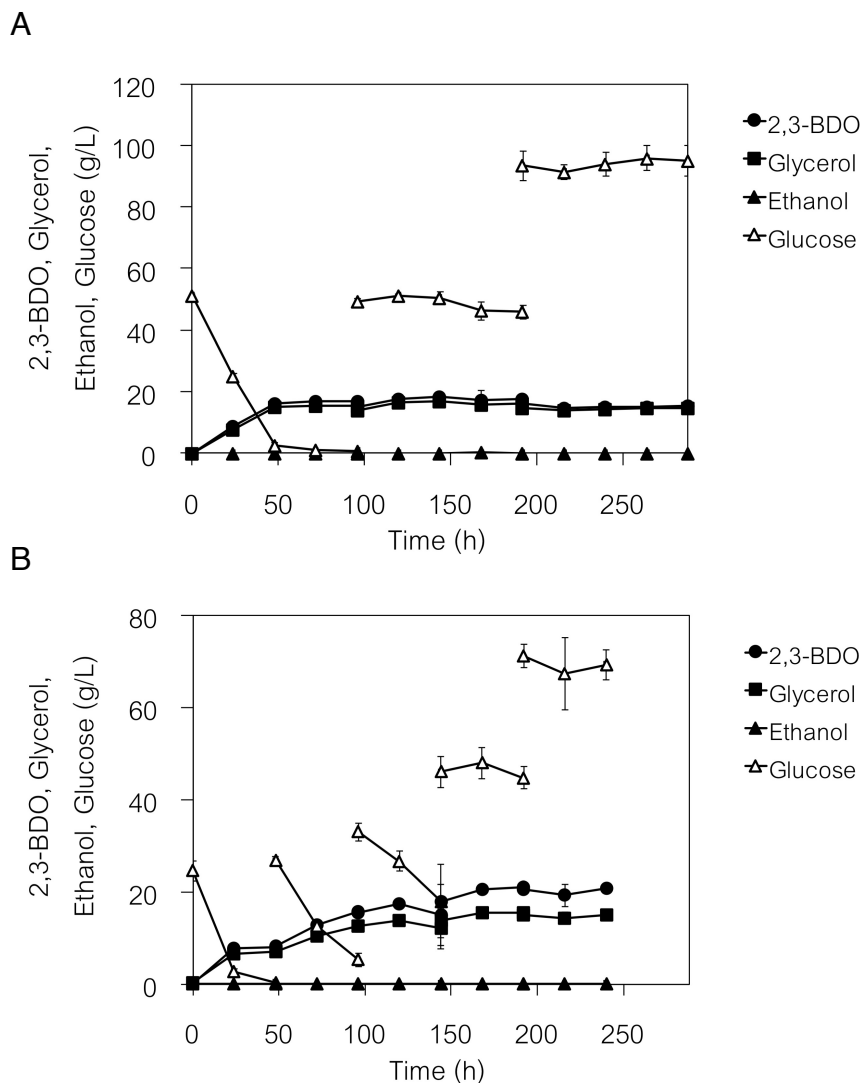 A
2,3-BDO, Glycerol,
Ethanol, Glucose (g/L)
120
100
80
60
40
20
0
0 50 100 150 200 250
Time (h)
2,3-BDO
Glycerol
Ethanol
Glucose
B
2,3-BDO, Glycerol,
Ethanol, Glucose (g/L)
80
60
40
20
0
0 50 100 150 200 250
Time (h)
2,3-BDO
Glycerol
Ethanol
Glucose